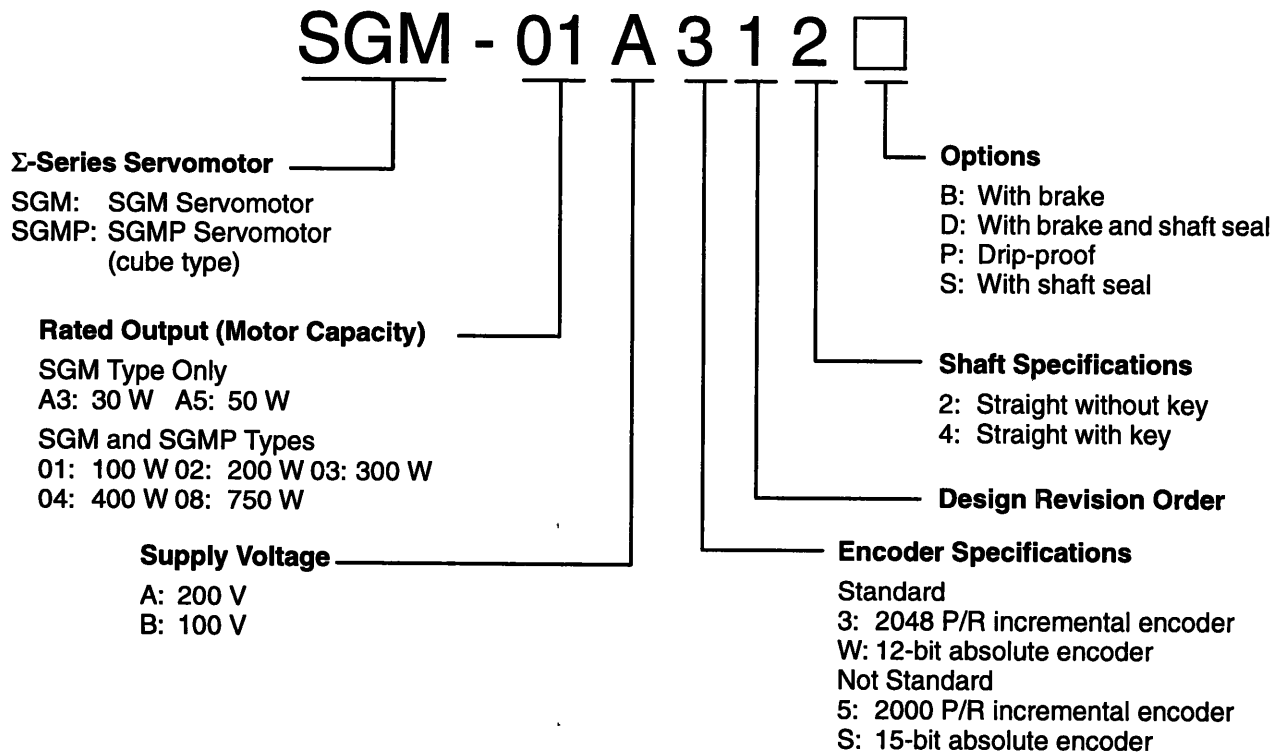 SGM - 01 A 3 1 2 □
Σ-Series Servomotor
SGM: SGM Servomotor
SGMP: SGMP Servomotor
(cube type)
Rated Output (Motor Capacity)
SGM Type Only
A3: 30 W A5: 50 W
SGM and SGMP Types
01: 100 W 02: 200 W 03: 300 W
04: 400 W 08: 750 W
Supply Voltage
A: 200 V
B: 100 V
Options
B: With brake
D: With brake and shaft seal
P: Drip-proof
S: With shaft seal
Shaft Specifications
2: Straight without key
4: Straight with key
Design Revision Order
Encoder Specifications
Standard
3: 2048 P/R incremental encoder
W: 12-bit absolute encoder
Not Standard
5: 2000 P/R incremental encoder
S: 15-bit absolute encoder